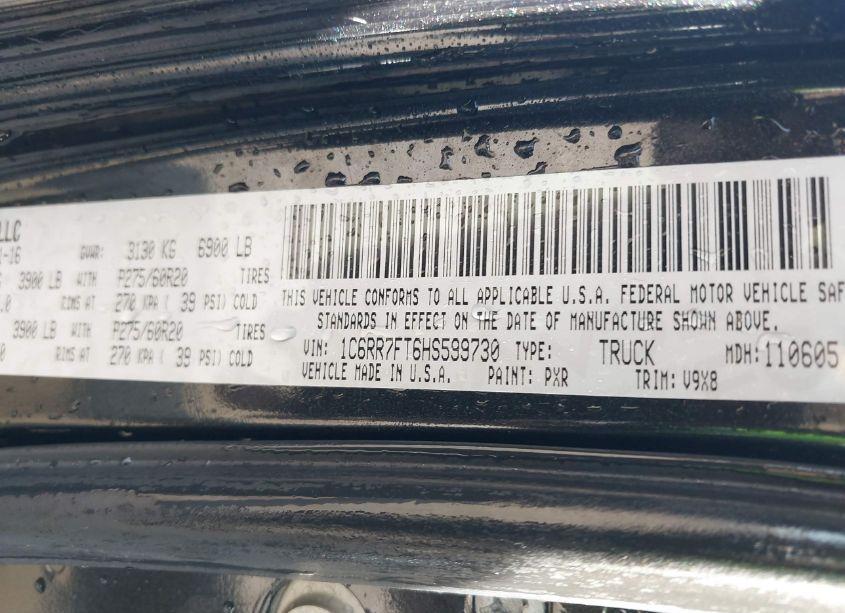 LLC
-16 GVWR: 3130 KG 6900 LB
3900 LB WITH P275/60R20 TIRES
.0 RIMS AT 270 KPA ( 39 PSI) COLD
3900 LB WITH P275/60R20 TIRES
0 RIMS AT 270 KPA ( 39 PSI) COLD
THIS VEHICLE CONFORMS TO ALL APPLICABLE U.S.A. FEDERAL MOTOR VEHICLE SAF
STANDARDS IN EFFECT ON THE DATE OF MANUFACTURE SHOWN ABOVE.
VIN: 1C6RR7FT6HS599730 TYPE: TRUCK MDH: 110605
VEHICLE MADE IN U.S.A. PAINT: PXR TRIM: V9X8